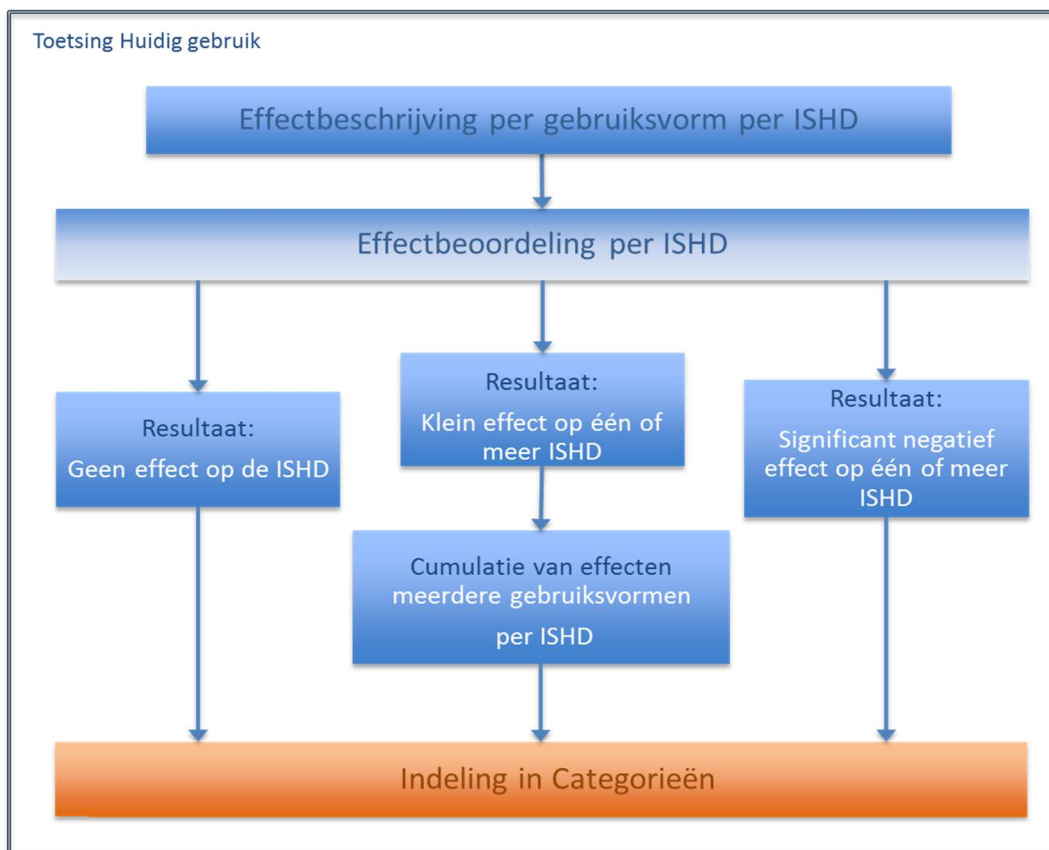 Toetsing Huidig gebruik
Effectbeschrijving per gebruiksvorm per ISHD
Effectbeoordeling per ISHD
Resultaat:
Geen effect op de ISHD
Resultaat:
Klein effect op één of
meer ISHD
Resultaat:
Significant negatief
effect op één of meer
ISHD
Cumulatie van effecten
meerdere gebruiksvormen
per ISHD
Indeling in Categorieën